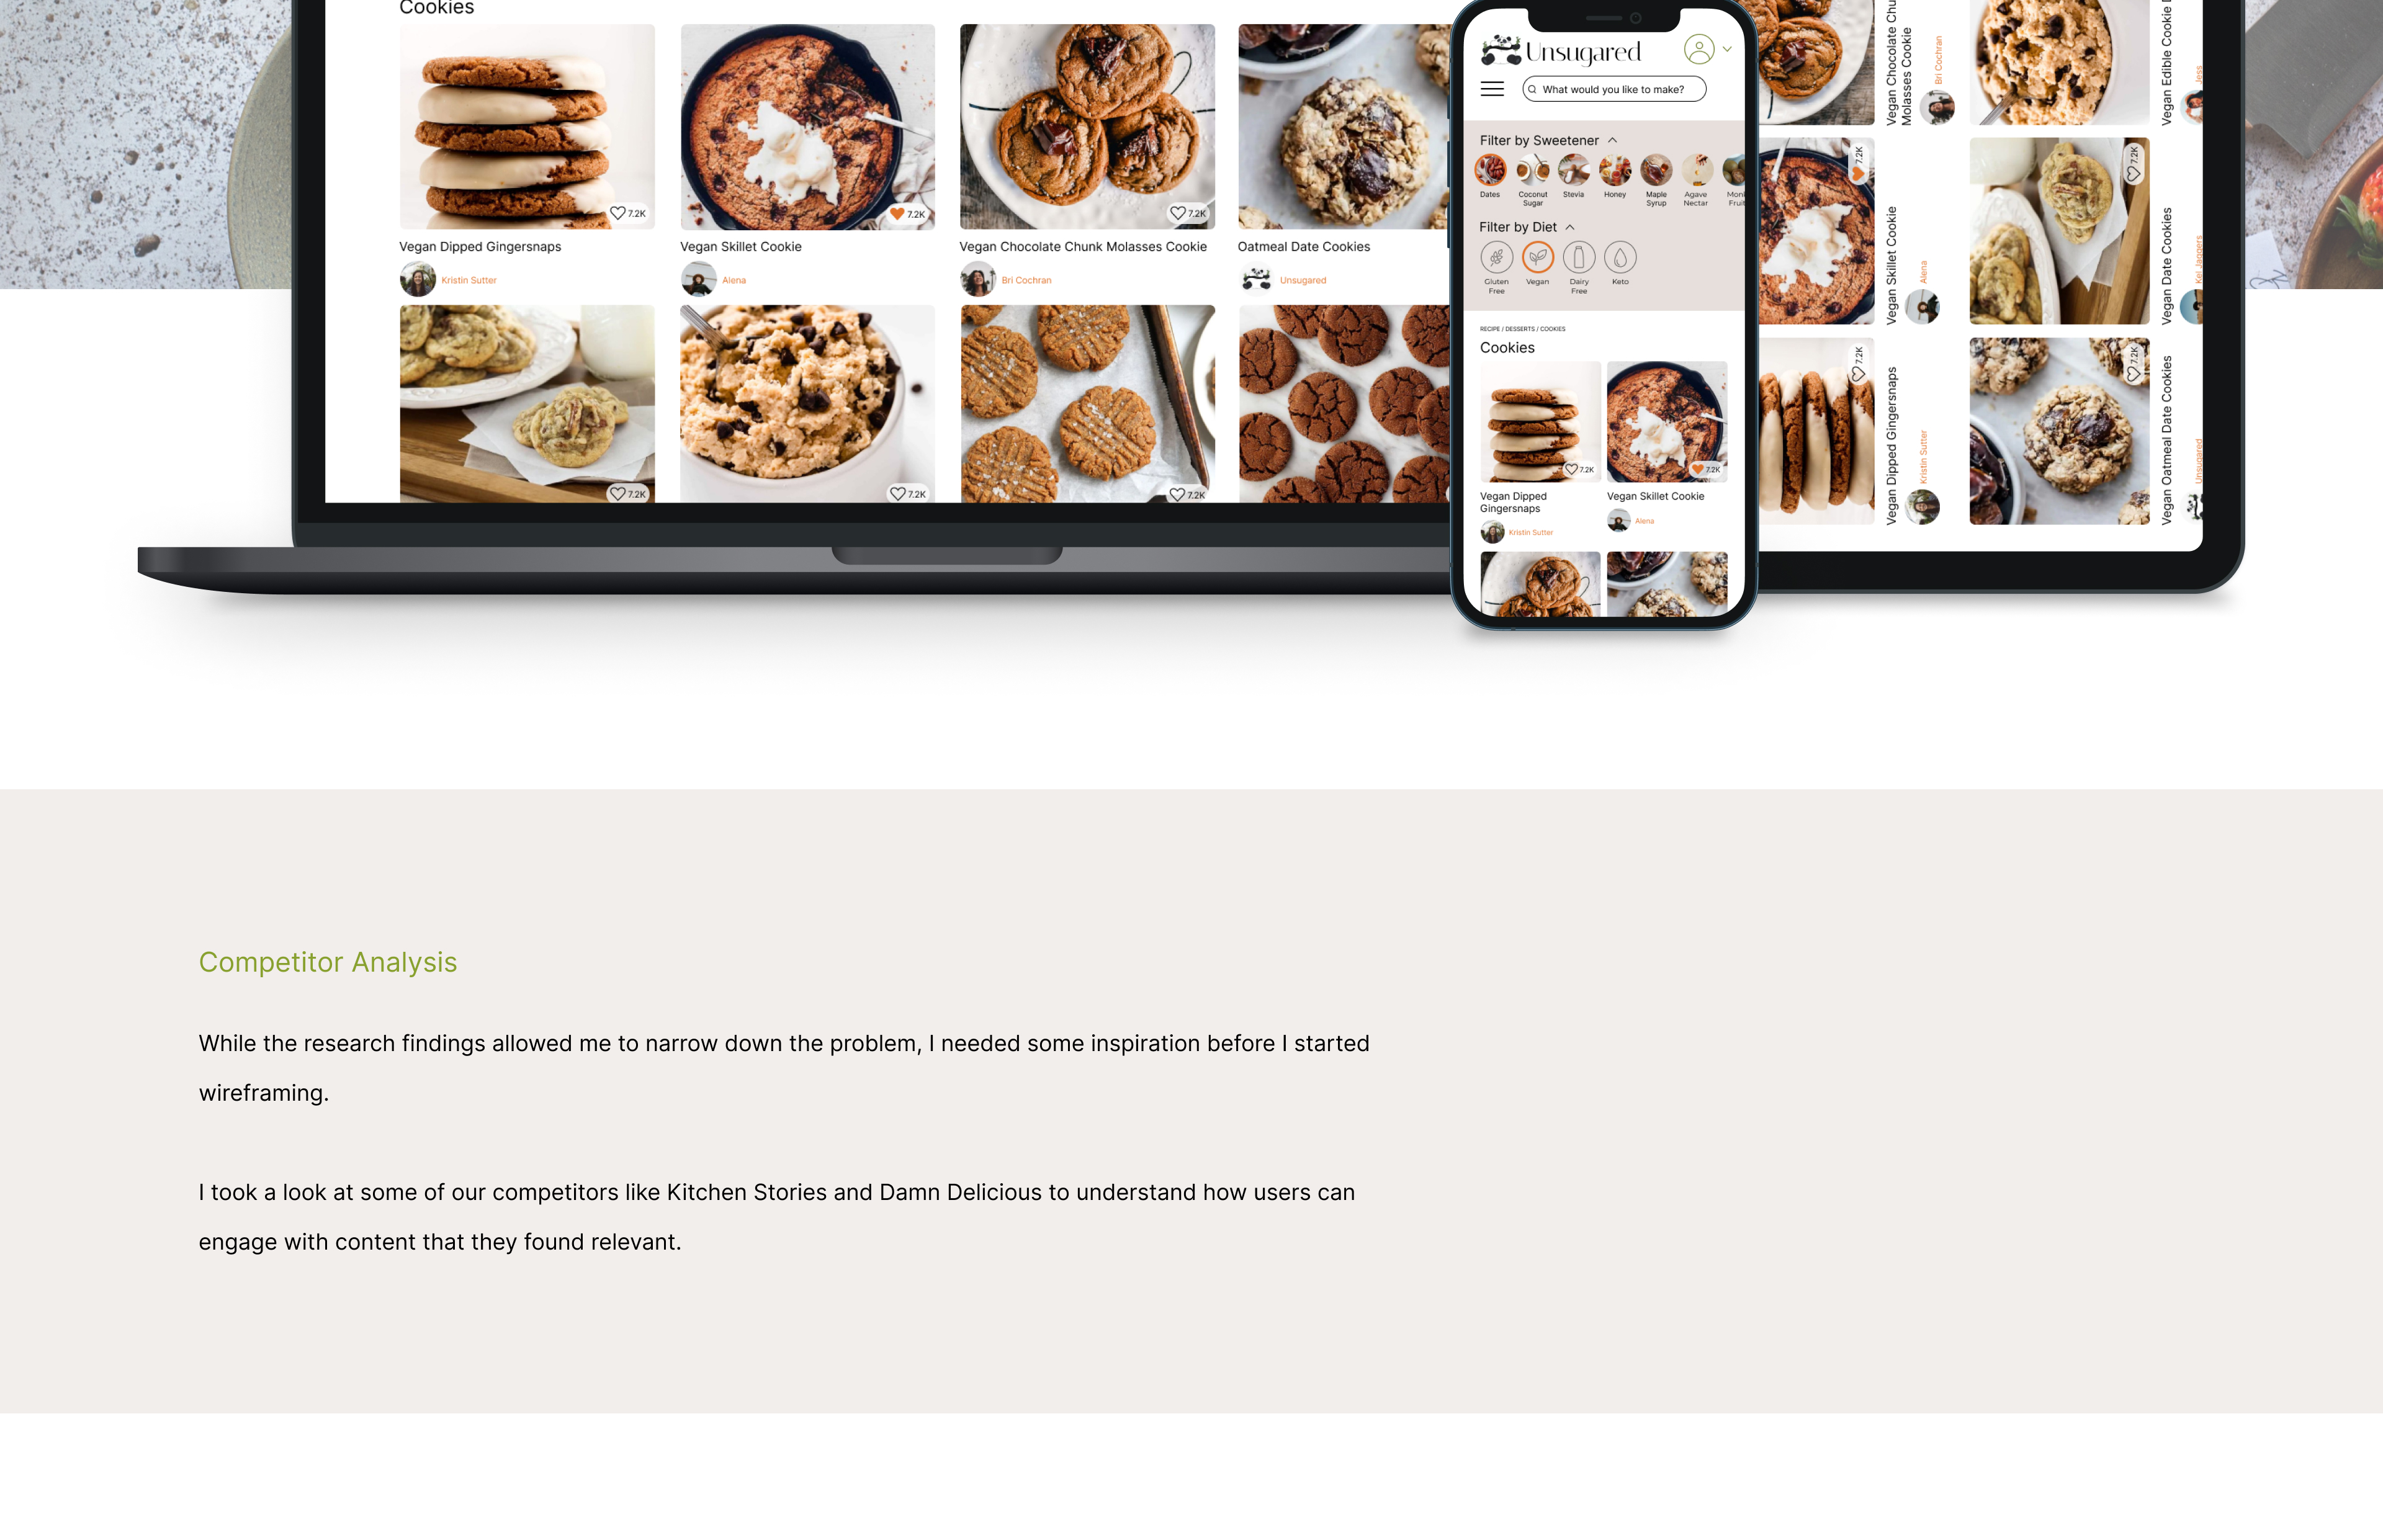 Cookies
7.2K
7.2K
7.2K
Vegan Dipped Gingersnaps
Vegan Skillet Cookie
Vegan Chocolate Chunk Molasses Cookie
Oatmeal Date Cookies
Kristin Sutter
Alena
Bri Cochran
Unsugared
7.2K
7.2K
7.2K
Unsugared
What would you like to make?
Filter by Sweetener
Dates
Coconut
Sugar
Stevia
Honey
Maple
Syrup
Agave
Nectar
Filter by Diet
Gluten
Free
Vegan
Dairy
Free
Keto
RECIPE / DESSERTS / COOKIES
Cookies
7.2K
7.2K
Vegan Dipped
Gingersnaps
Kristin Sutter
Vegan Skillet Cookie
Alena
Vegan Chocolate Chu
Molasses Cookie
Bri Cochran
Vegan Edible Cookie
Jess
7.2K
Vegan Skillet Cookie
Alena
7.2K
Vegan Date Cookies
Kel Jaggers
7.2K
Vegan Dipped Gingersnaps
Kristin Sutter
7.2K
Vegan Oatmeal Date Cookies
Unsugared
Competitor Analysis
While the research findings allowed me to narrow down the problem, I needed some inspiration before I started
wireframing.
I took a look at some of our competitors like Kitchen Stories and Damn Delicious to understand how users can
engage with content that they found relevant.